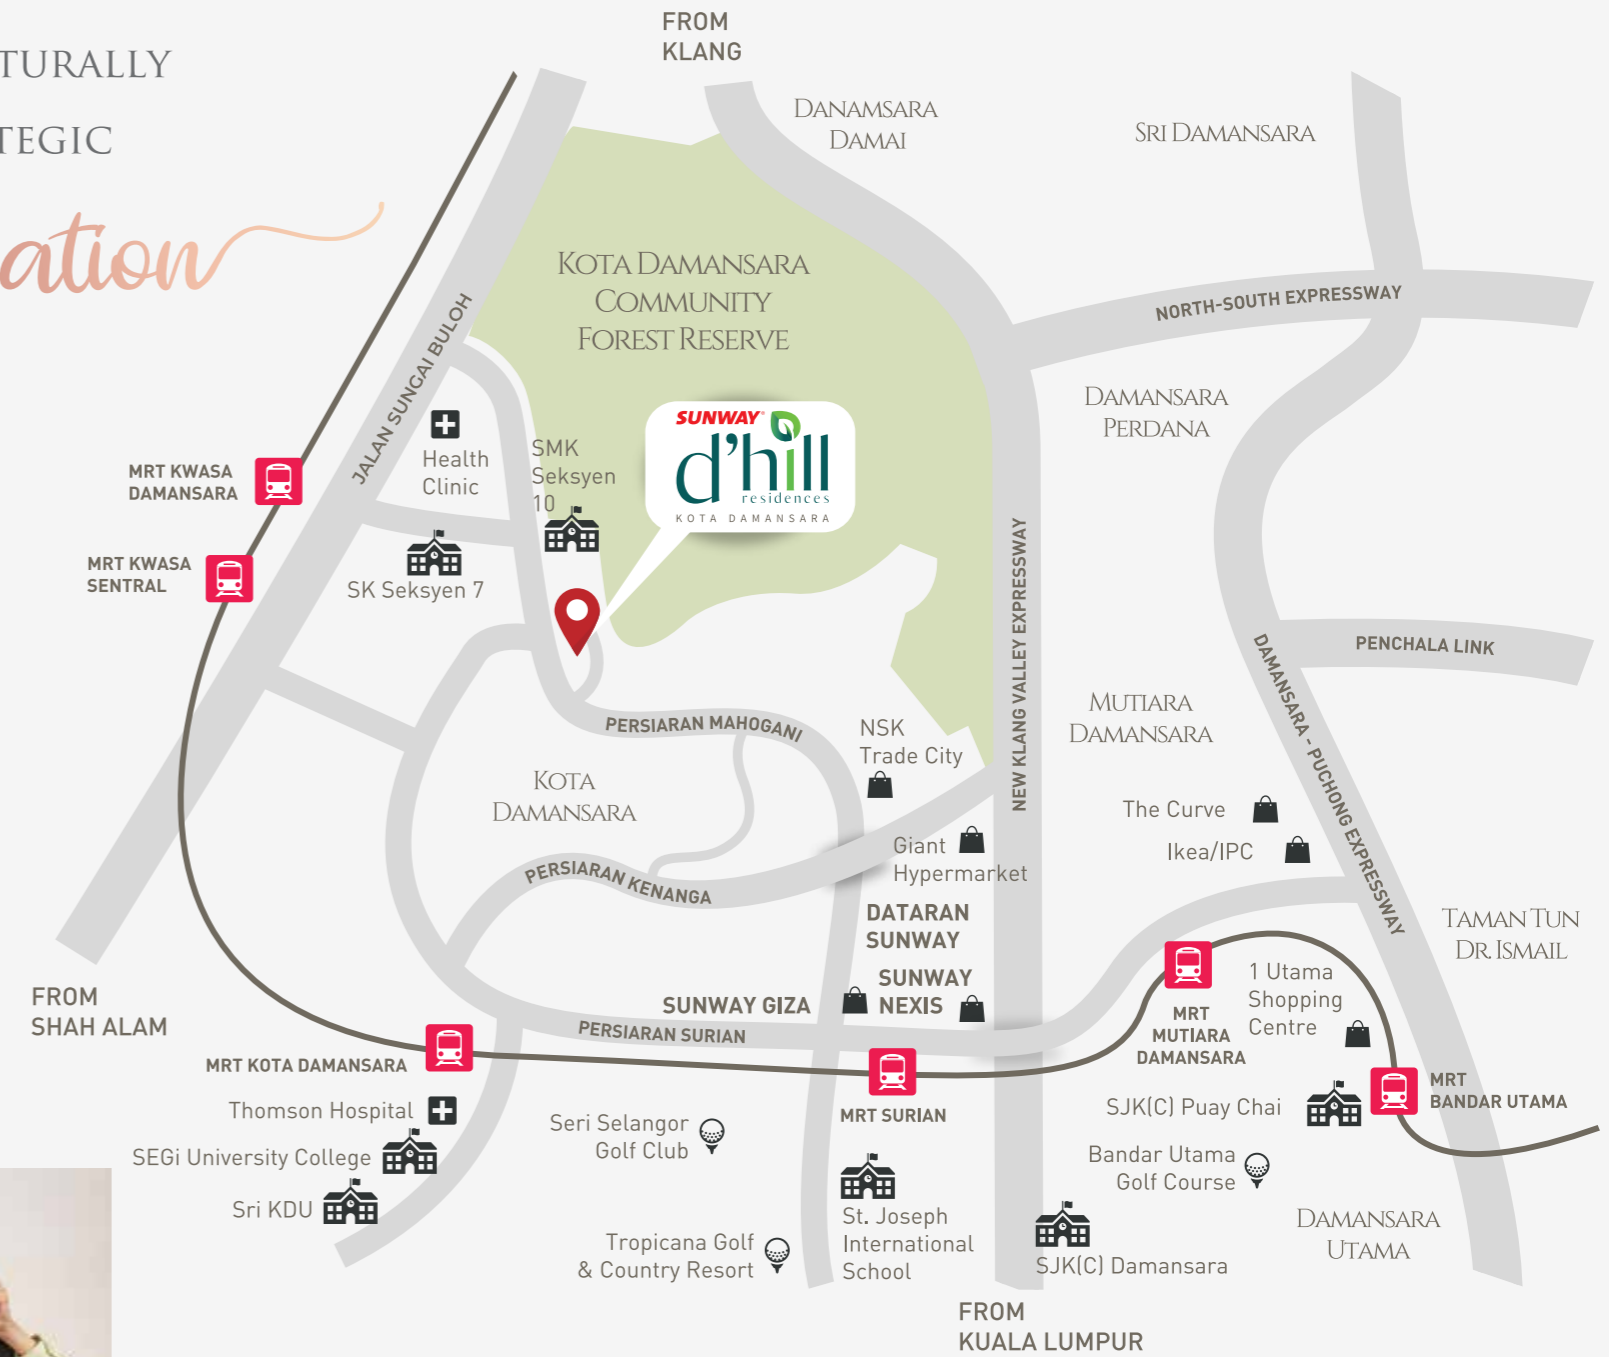 TURALLY
TEGIC
ation
FROM
KLANG
DANAMSARA
DAMAI
SRI DAMANSARA
KOTA DAMANSARA
COMMUNITY
FOREST RESERVE
NORTH-SOUTH EXPRESSWAY
JALAN SUNGAI BULOH
DAMANSARA
PERDANA
SUNWAY
d'hill
residences
KOTA DAMANSARA
Health
Clinic
SMK
Seksyen
10
MRT KWASA
DAMANSARA
MRT KWASA
SENTRAL
SK Seksyen 7
NEW KLANG VALLEY EXPRESSWAY
PENCHALA LINK
DAMANSARA - PUCHONG EXPRESSWAY
PERSIARAN MAHOGANI
NSK
Trade City
MUTIARA
DAMANSARA
KOTA
DAMANSARA
The Curve
Ikea/IPC
Giant
Hypermarket
PERSIARAN KENANGA
DATARAN
SUNWAY
TAMAN TUN
DR. ISMAIL
SUNWAY
NEXIS
SUNWAY GIZA
1 Utama
Shopping
Centre
FROM
SHAH ALAM
PERSIARAN SURIAN
MRT
MUTIARA
DAMANSARA
MRT KOTA DAMANSARA
MRT SURIAN
MRT
BANDAR UTAMA
Thomson Hospital
SJK(C) Puay Chai
Seri Selangor
Golf Club
SEGi University College
Bandar Utama
Golf Course
Sri KDU
St. Joseph
International
School
DAMANSARA
UTAMA
Tropicana Golf
& Country Resort
SJK(C) Damansara
FROM
KUALA LUMPUR